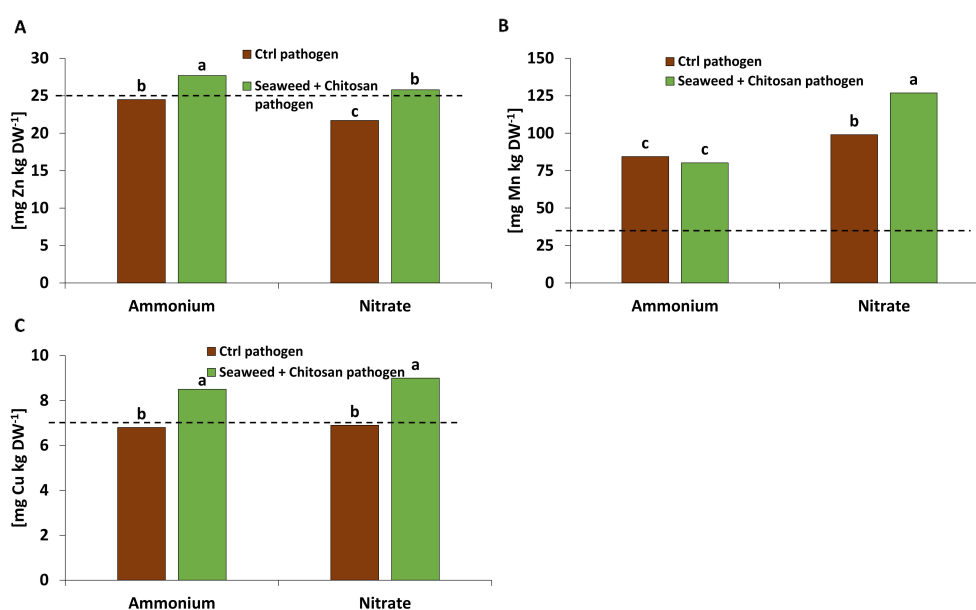 A
[mg Zn kg DW⁻¹]
30
25
20
15
10
5
0
Ctrl pathogen
Seaweed + Chitosan
pathogen
b
a
c
b
Ammonium
Nitrate
B
[mg Mn kg DW⁻¹]
150
125
100
75
50
25
0
Ctrl pathogen
Seaweed + Chitosan pathogen
c
c
b
a
Ammonium
Nitrate
C
[mg Cu kg DW⁻¹]
10
8
6
4
2
0
Ctrl pathogen
Seaweed + Chitosan pathogen
b
a
b
a
Ammonium
Nitrate